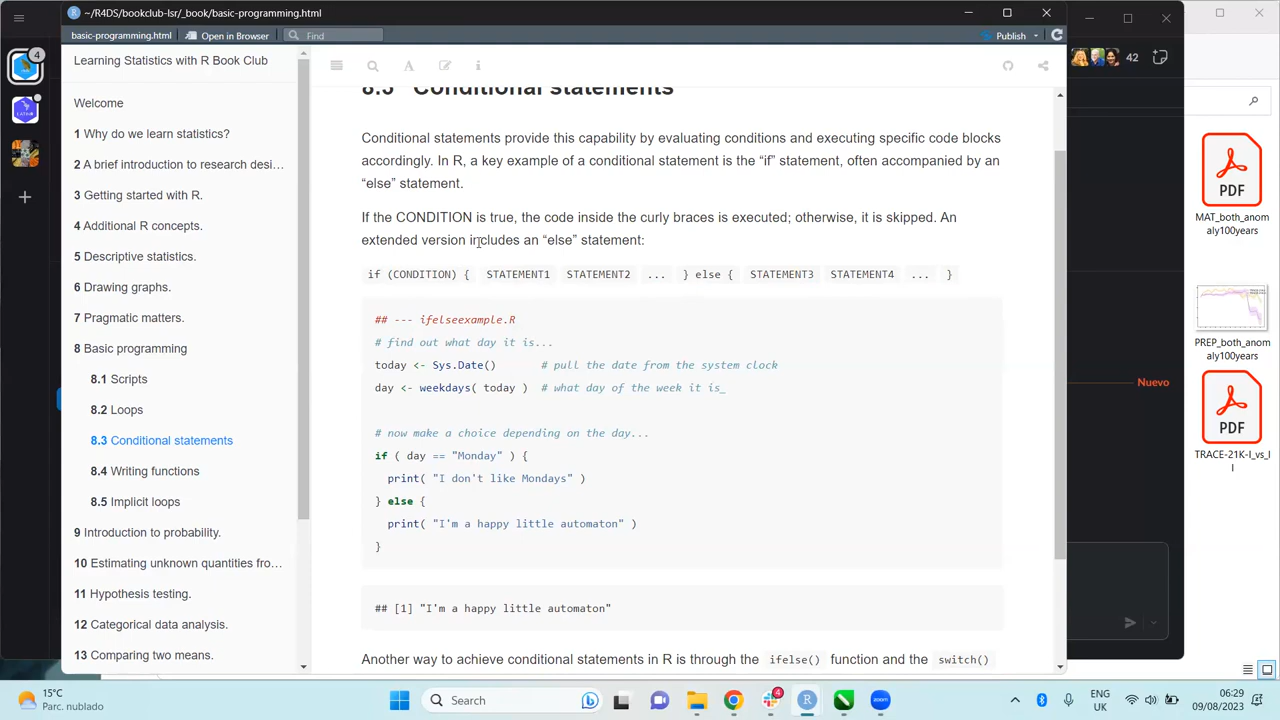 ~/R4DS/bookclub-lsr/_book/basic-programming.html
basic-programming.html
Open in Browser
Find
Publish
Learning Statistics with R Book Club
Welcome
1 Why do we learn statistics?
2 A brief introduction to research desi...
3 Getting started with R.
4 Additional R concepts.
5 Descriptive statistics.
6 Drawing graphs.
7 Pragmatic matters.
8 Basic programming
8.1 Scripts
8.2 Loops
8.3 Conditional statements
8.4 Writing functions
8.5 Implicit loops
9 Introduction to probability.
10 Estimating unknown quantities fro...
11 Hypothesis testing.
12 Categorical data analysis.
13 Comparing two means.
8.3 Conditional statements
Conditional statements provide this capability by evaluating conditions and executing specific code blocks
accordingly. In R, a key example of a conditional statement is the “if” statement, often accompanied by an
“else” statement.
If the CONDITION is true, the code inside the curly braces is executed; otherwise, it is skipped. An
extended version includes an “else” statement:
if (CONDITION) { STATEMENT1 STATEMENT2 ... } else { STATEMENT3 STATEMENT4 ... }
## --- ifelseexample.R
# find out what day it is...
today <- Sys.Date() # pull the date from the system clock
day <- weekdays( today ) # what day of the week it is_
# now make a choice depending on the day...
if ( day == "Monday" ) {
print( "I don't like Mondays" )
} else {
print( "I'm a happy little automaton" )
}
## [1] "I'm a happy little automaton"
Another way to achieve conditional statements in R is through the ifelse() function and the switch()
4
42
PDF
MAT_both_anom
aly100years
PREP_both_anom
aly100years
Nuevo
PDF
TRACE-21K-I_vs_I
I
15°C
Parc. nublado
Search
4
ENG
UK
06:29
09/08/2023